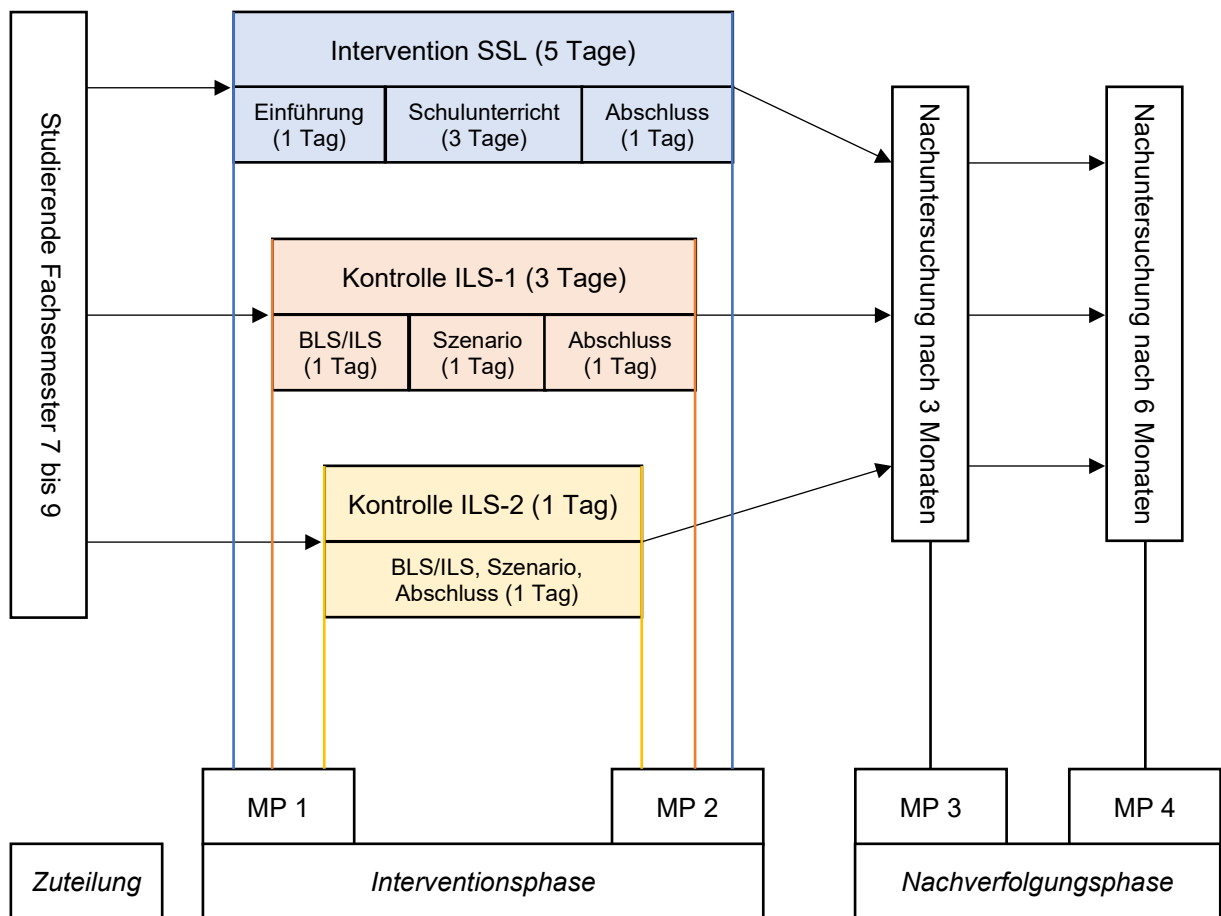 Studierende Fachsemester 7 bis 9
Intervention SSL (5 Tage)
Einführung
(1 Tag)
Schulunterricht
(3 Tage)
Abschluss
(1 Tag)
Kontrolle ILS-1 (3 Tage)
BLS/ILS
(1 Tag)
Szenario
(1 Tag)
Abschluss
(1 Tag)
Kontrolle ILS-2 (1 Tag)
BLS/ILS, Szenario,
Abschluss (1 Tag)
Nachuntersuchung nach 3 Monaten
Nachuntersuchung nach 6 Monaten
MP 1
MP 2
MP 3
MP 4
Zuteilung
Interventionsphase
Nachverfolgungsphase